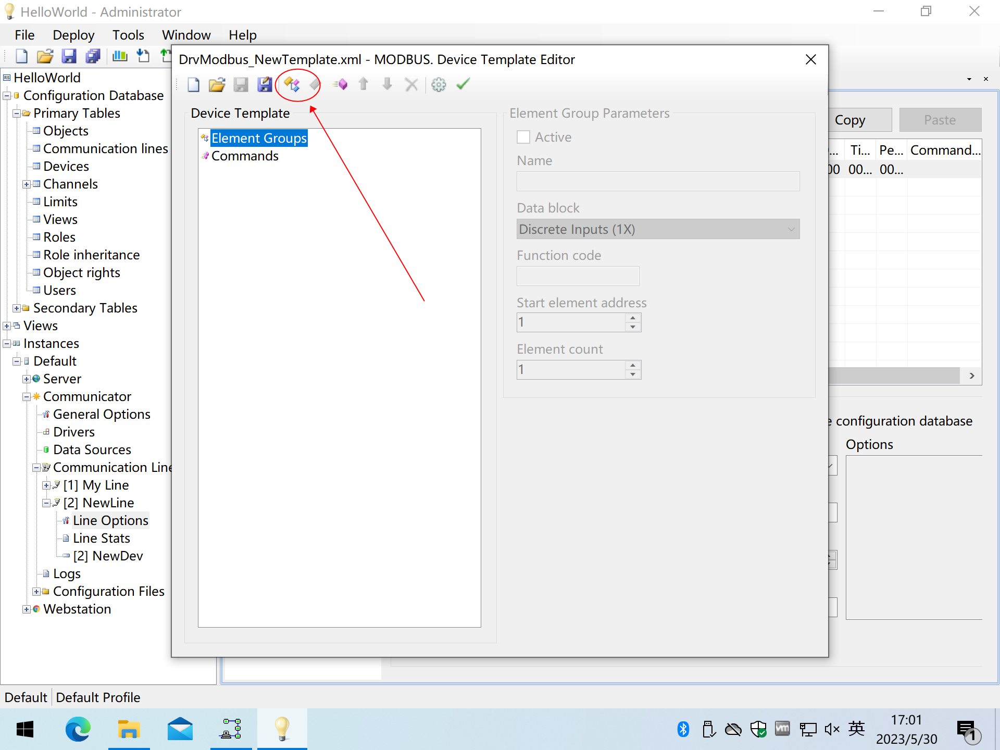 HelloWorld - Administrator
File Deploy Tools Window Help
DrvModbus_NewTemplate.xml - MODBUS. Device Template Editor
HelloWorld
Configuration Database
Primary Tables
Objects
Communication lines
Devices
Channels
Limits
Views
Roles
Role inheritance
Object rights
Users
Secondary Tables
Views
Instances
Default
Server
Communicator
General Options
Drivers
Data Sources
Communication Line
[1] My Line
[2] NewLine
Line Options
Line Stats
[2] NewDev
Logs
Configuration Files
Webstation
Device Template
Element Groups
Commands
Element Group Parameters
Active
Name
Data block
Discrete Inputs (1X)
Function code
Start element address
1
Element count
1
Copy Paste
... Ti... Pe... Command...
00 00... 00...
e configuration database
Options
Default Default Profile
英
17:01
2023/5/30
1